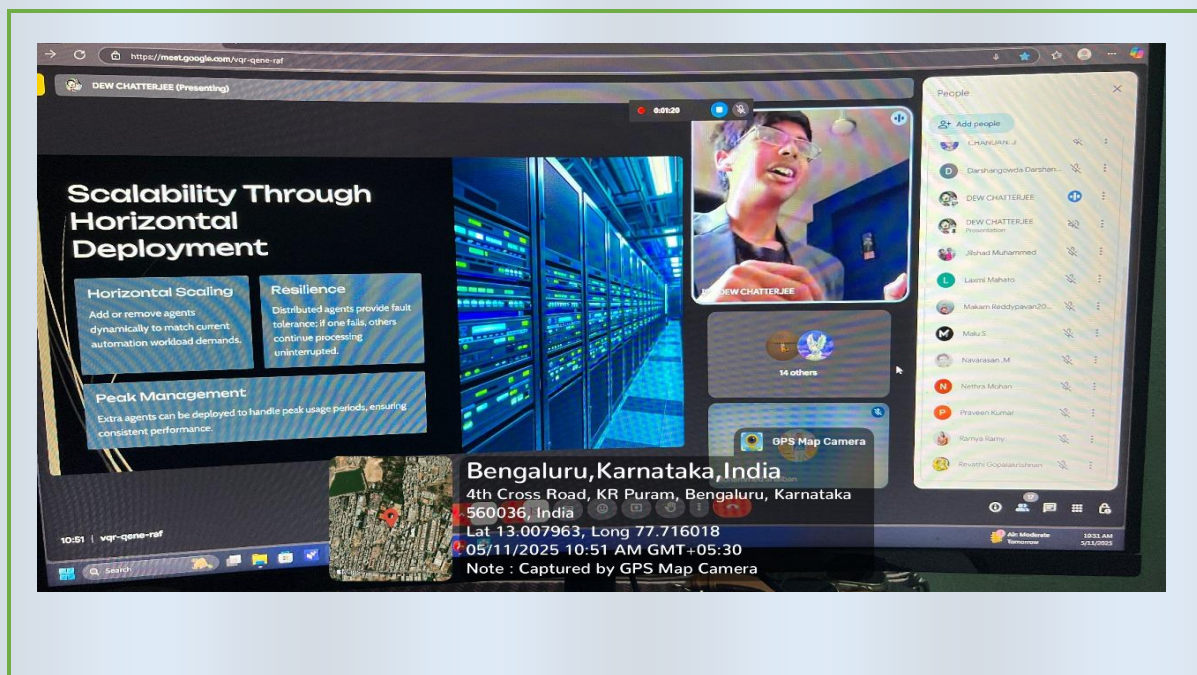 https://meet.google.com/vqr-qene-raf
DEW CHATTERJEE (Presenting)
0:01:20
Scalability Through
Horizontal
Deployment
Horizontal Scaling
Add or remove agents
dynamically to match current
automation workload demands.
Resilience
Distributed agents provide fault
tolerance; if one fails, others
continue processing
uninterrupted.
Peak Management
Extra agents can be deployed to handle peak usage periods, ensuring
consistent performance.
DEW CHATTERJEE
14 others
People
Add people
CHANDAN.J
D Darshangowda Darshan...
DEW CHATTERJEE
DEW CHATTERJEE
Presentation
Jilshad Muhammed
L Laxmi Mahato
Makam Reddypavan20...
M Malu S
Navarasan .M
N Nethra Mohan
P Praveen Kumar
Ramya Ramy
Revathi Gopalakrishnan
GPS Map Camera
Bengaluru,Karnataka,India
4th Cross Road, KR Puram, Bengaluru, Karnataka
560036, India
Lat 13.007963, Long 77.716018
05/11/2025 10:51 AM GMT+05:30
Note : Captured by GPS Map Camera
10:51 | vqr-qene-raf
17
Search
Air: Moderate
Tomorrow
10:51 AM
5/11/2025